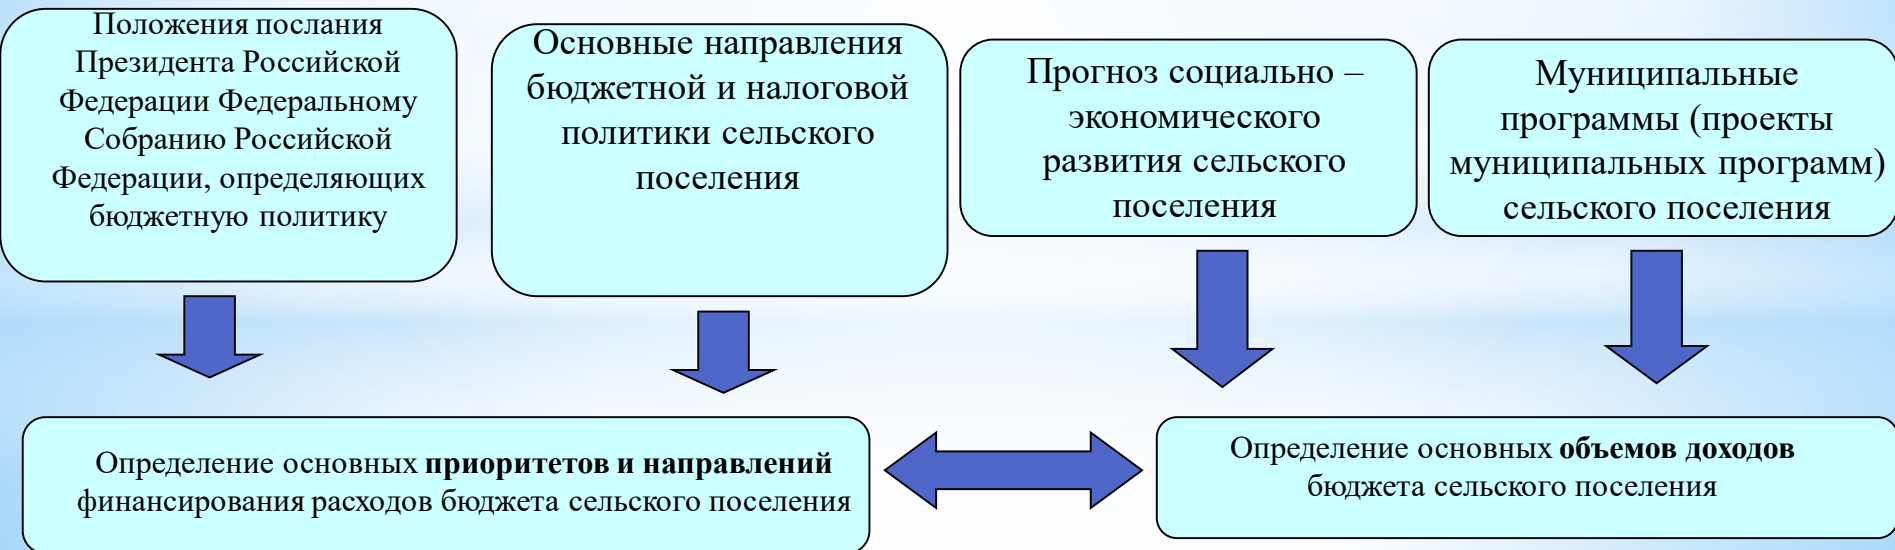 Положения послания
Президента Российской
Федерации Федеральному
Собранию Российской
Федерации, определяющих
бюджетную политику
Основные направления
бюджетной и налоговой
политики сельского
поселения
Прогноз социально –
экономического
развития сельского
поселения
Муниципальные
программы (проекты
муниципальных программ)
сельского поселения
Определение основных приоритетов и направлений
финансирования расходов бюджета сельского поселения
Определение основных объемов доходов
бюджета сельского поселения